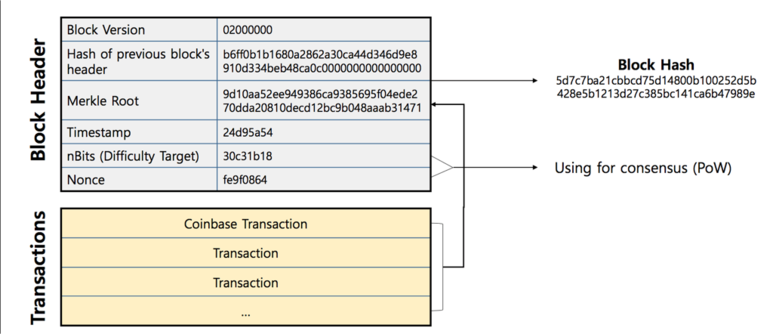 Block Header
Block Version
02000000
Hash of previous block's
header
b6ff0b1b1680a2862a30ca44d346d9e8
910d334beb48ca0c0000000000000000
Merkle Root
9d10aa52ee949386ca9385695f04ede2
70dda20810decd12bc9b048aaab31471
Timestamp
24d95a54
nBits (Difficulty Target)
30c31b18
Nonce
fe9f0864
Block Hash
5d7c7ba21cbbcd75d14800b100252d5b
428e5b1213d27c385bc141ca6b47989e
Using for consensus (PoW)
Transactions
Coinbase Transaction
Transaction
Transaction
...